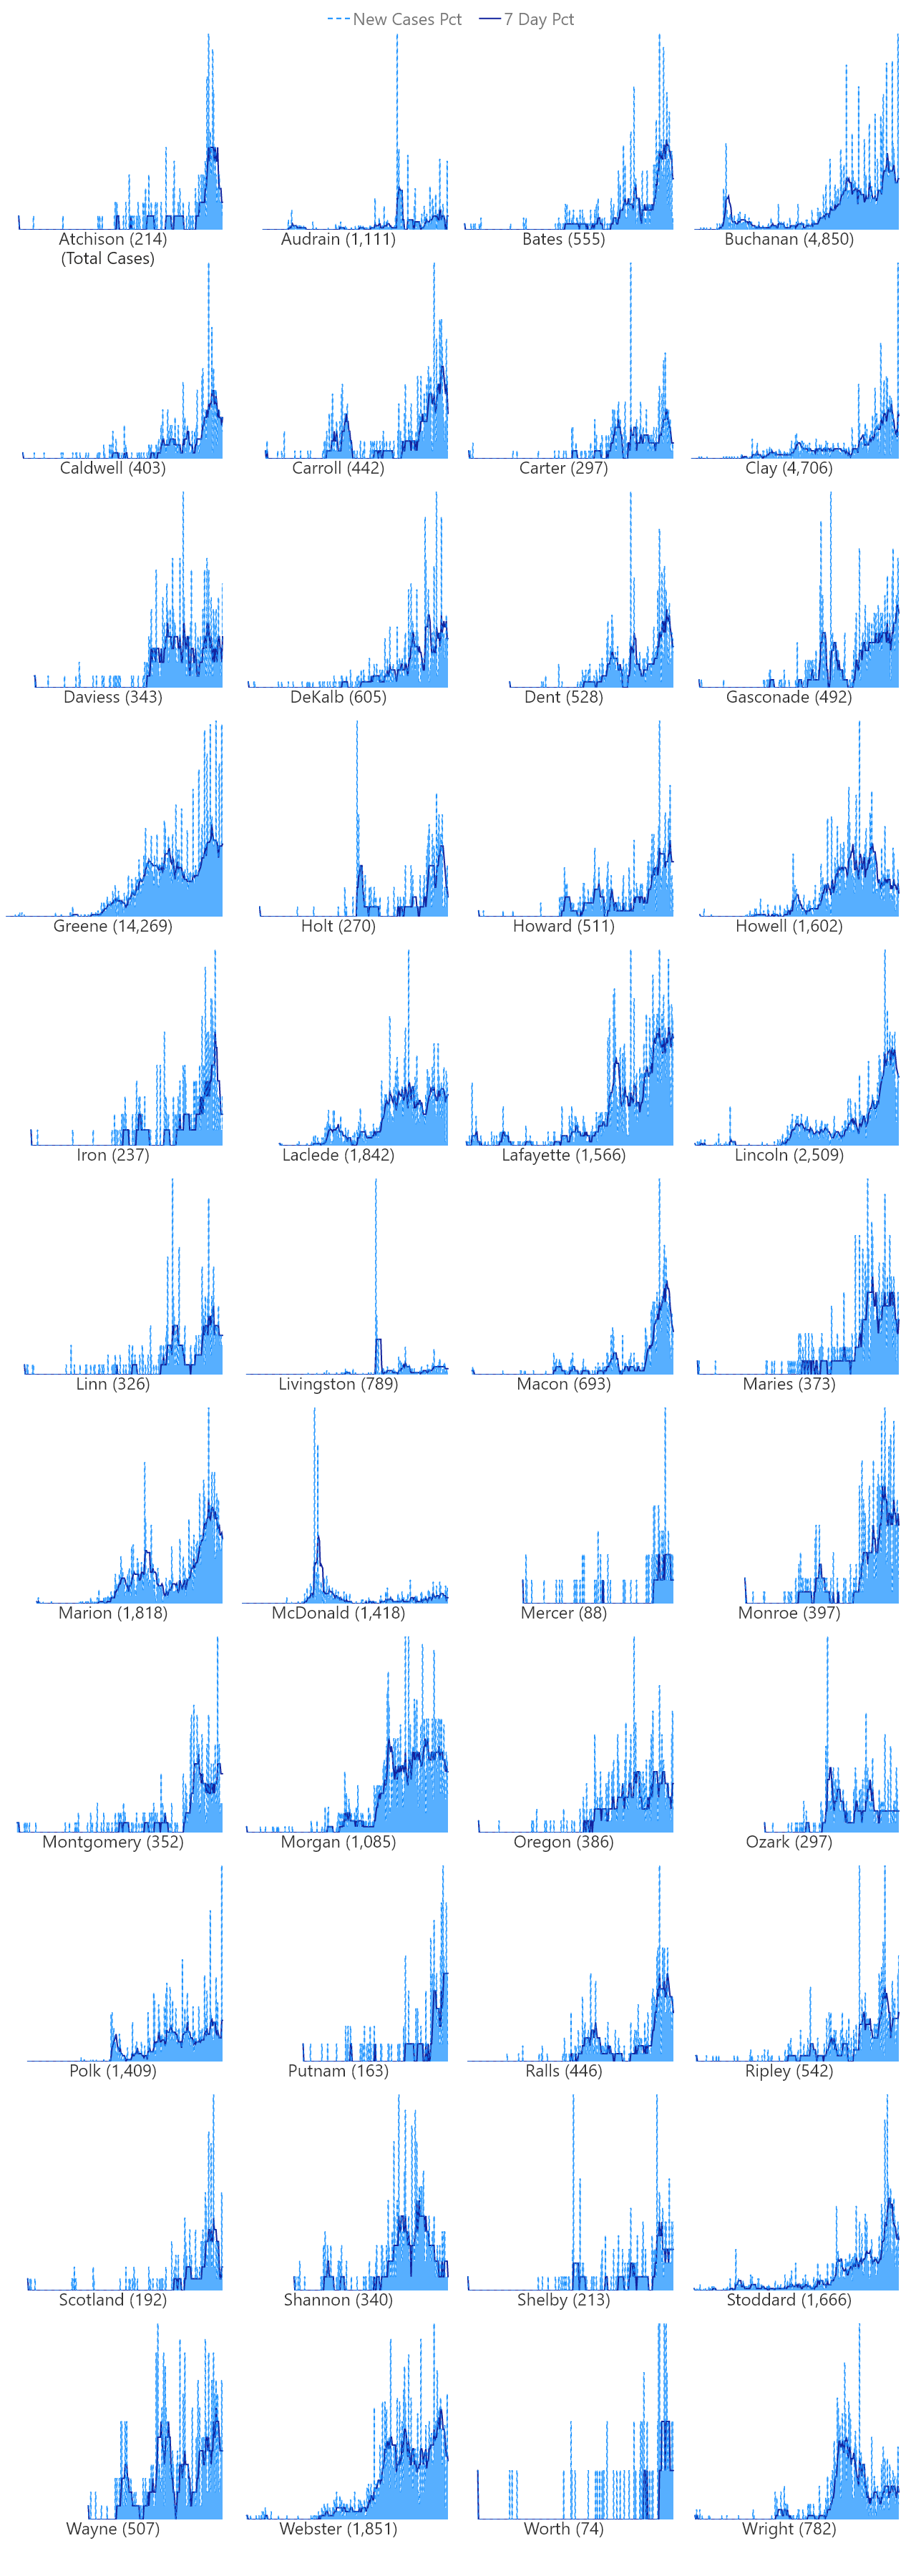 New Cases Pct 7 Day Pct
Atchison (214) Audrain (1,111) Bates (555) Buchanan (4,850)
(Total Cases)
Caldwell (403) Carroll (442) Carter (297) Clay (4,706)
Daviess (343) DeKalb (605) Dent (528) Gasconade (492)
Greene (14,269) Holt (270) Howard (511) Howell (1,602)
Iron (237) Laclede (1,842) Lafayette (1,566) Lincoln (2,509)
Linn (326) Livingston (789) Macon (693) Maries (373)
Marion (1,818) McDonald (1,418) Mercer (88) Monroe (397)
Montgomery (352) Morgan (1,085) Oregon (386) Ozark (297)
Polk (1,409) Putnam (163) Ralls (446) Ripley (542)
Scotland (192) Shannon (340) Shelby (213) Stoddard (1,666)
Wayne (507) Webster (1,851) Worth (74) Wright (782)